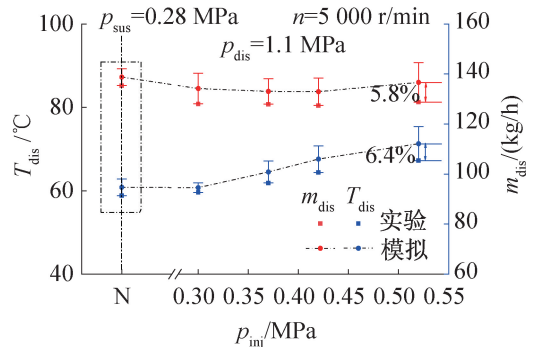 p_sus=0.28 MPa n=5 000 r/min
p_dis=1.1 MPa
100
80
60
40
T_dis/℃
160
140
120
100
80
60
m_dis/(kg/h)
5.8%
6.4%
m_dis T_dis
实验
模拟
N 0.30 0.35 0.40 0.45 0.50 0.55
p_inj/MPa